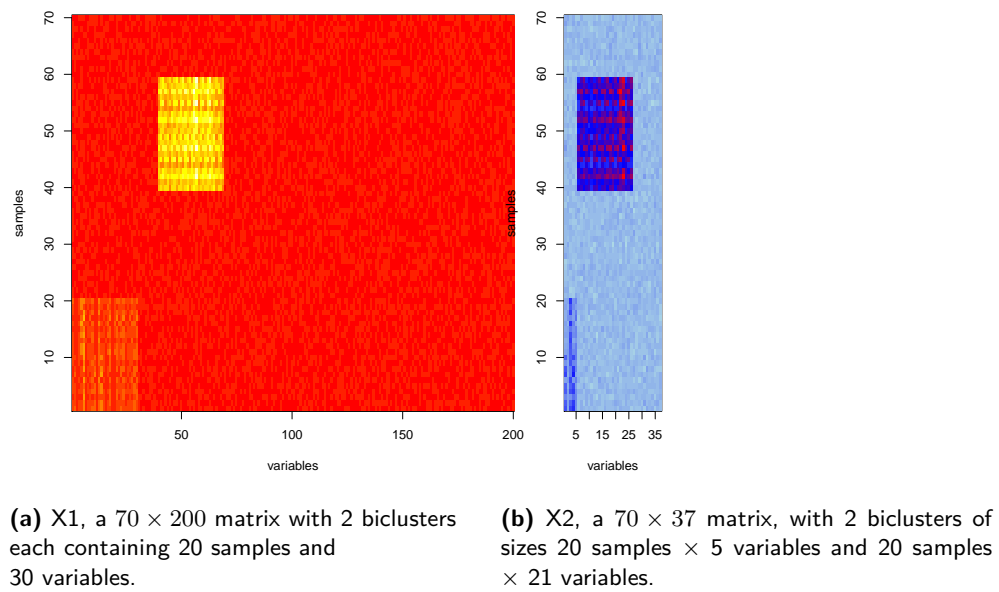 70
60
50
40
30
20
10
samples
50
100
150
200
variables
70
60
50
40
30
20
10
samples
5
15
25
35
variables
(a) X1, a 70 × 200 matrix with 2 biclusters
each containing 20 samples and
30 variables.
(b) X2, a 70 × 37 matrix, with 2 biclusters of
sizes 20 samples × 5 variables and 20 samples
× 21 variables.